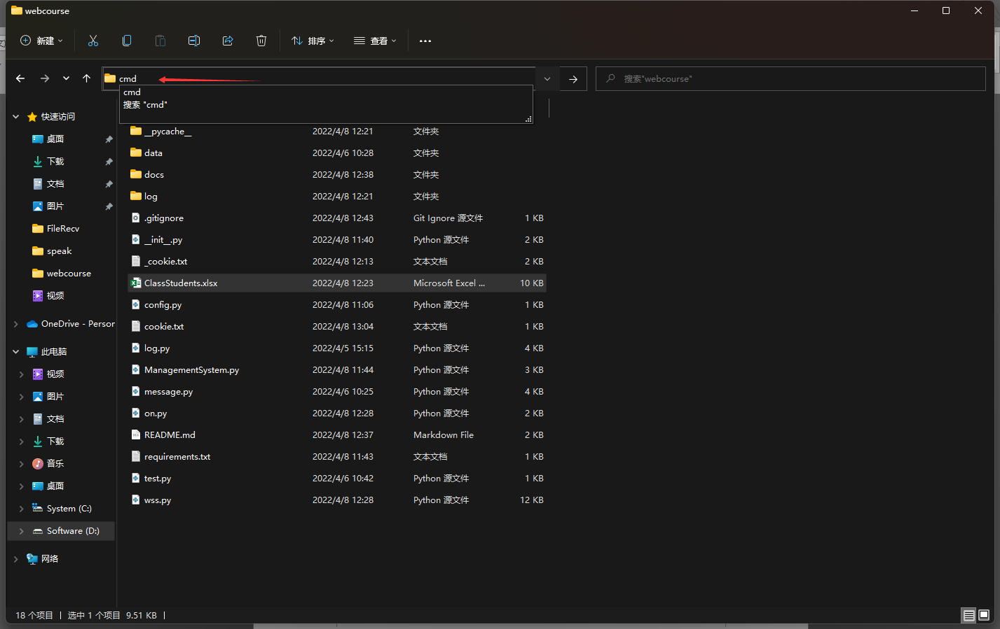 webcourse
新建
排序
查看
cmd
搜索"webcourse"
cmd
搜索 "cmd"
快速访问
桌面
下载
文档
图片
FileRecv
speak
webcourse
视频
OneDrive - Persor
此电脑
视频
图片
文档
下载
音乐
桌面
System (C:)
Software (D:)
网络
__pycache__ 2022/4/8 12:21 文件夹
data 2022/4/6 10:28 文件夹
docs 2022/4/8 12:38 文件夹
log 2022/4/8 12:21 文件夹
.gitignore 2022/4/8 12:43 Git Ignore 源文件 1 KB
__init__.py 2022/4/8 11:40 Python 源文件 2 KB
_cookie.txt 2022/4/8 12:13 文本文档 2 KB
ClassStudents.xlsx 2022/4/8 12:23 Microsoft Excel ... 10 KB
config.py 2022/4/8 11:06 Python 源文件 1 KB
cookie.txt 2022/4/8 13:04 文本文档 1 KB
log.py 2022/4/5 15:15 Python 源文件 4 KB
ManagementSystem.py 2022/4/8 11:44 Python 源文件 3 KB
message.py 2022/4/6 10:25 Python 源文件 4 KB
on.py 2022/4/8 12:28 Python 源文件 2 KB
README.md 2022/4/8 12:37 Markdown File 2 KB
requirements.txt 2022/4/8 11:43 文本文档 1 KB
test.py 2022/4/6 10:42 Python 源文件 1 KB
wss.py 2022/4/8 12:28 Python 源文件 12 KB
18 个项目 选中 1 个项目 9.51 KB